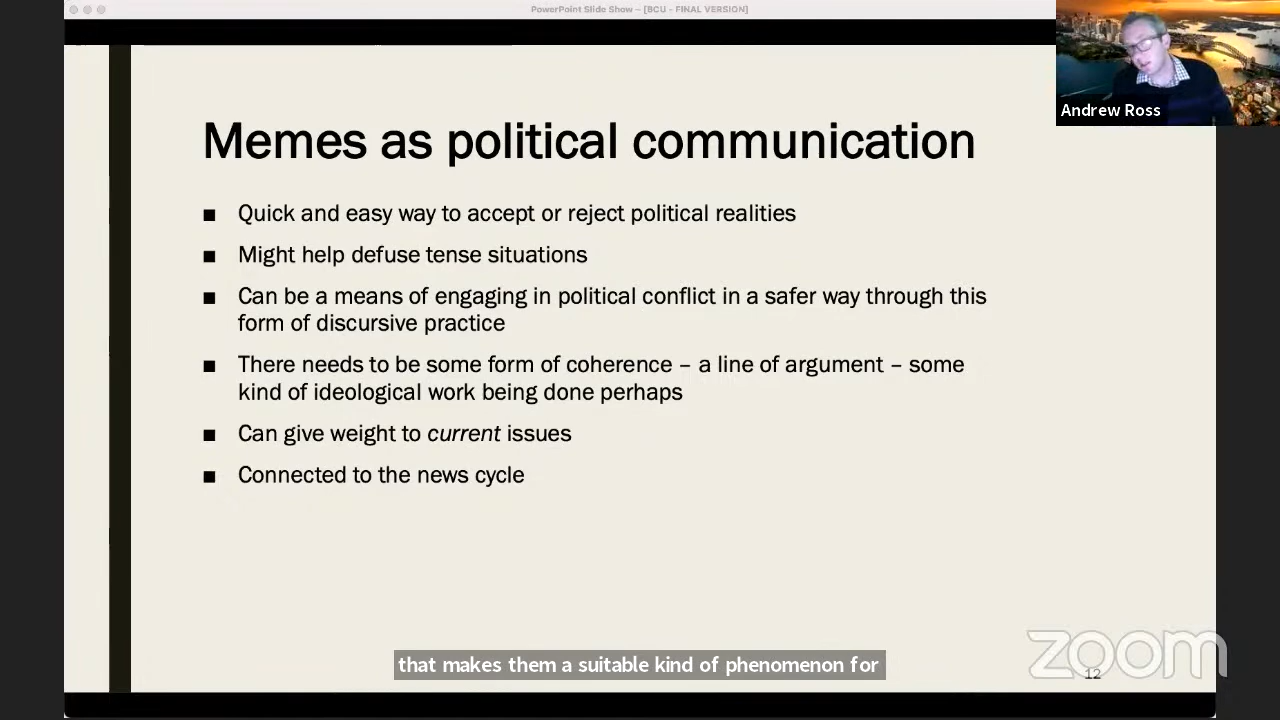 PowerPoint Slide Show – [BCU - FINAL VERSION]
Andrew Ross
Memes as political communication
■ Quick and easy way to accept or reject political realities
■ Might help defuse tense situations
■ Can be a means of engaging in political conflict in a safer way through this
form of discursive practice
■ There needs to be some form of coherence – a line of argument – some
kind of ideological work being done perhaps
■ Can give weight to current issues
■ Connected to the news cycle
that makes them a suitable kind of phenomenon for
zoom
12